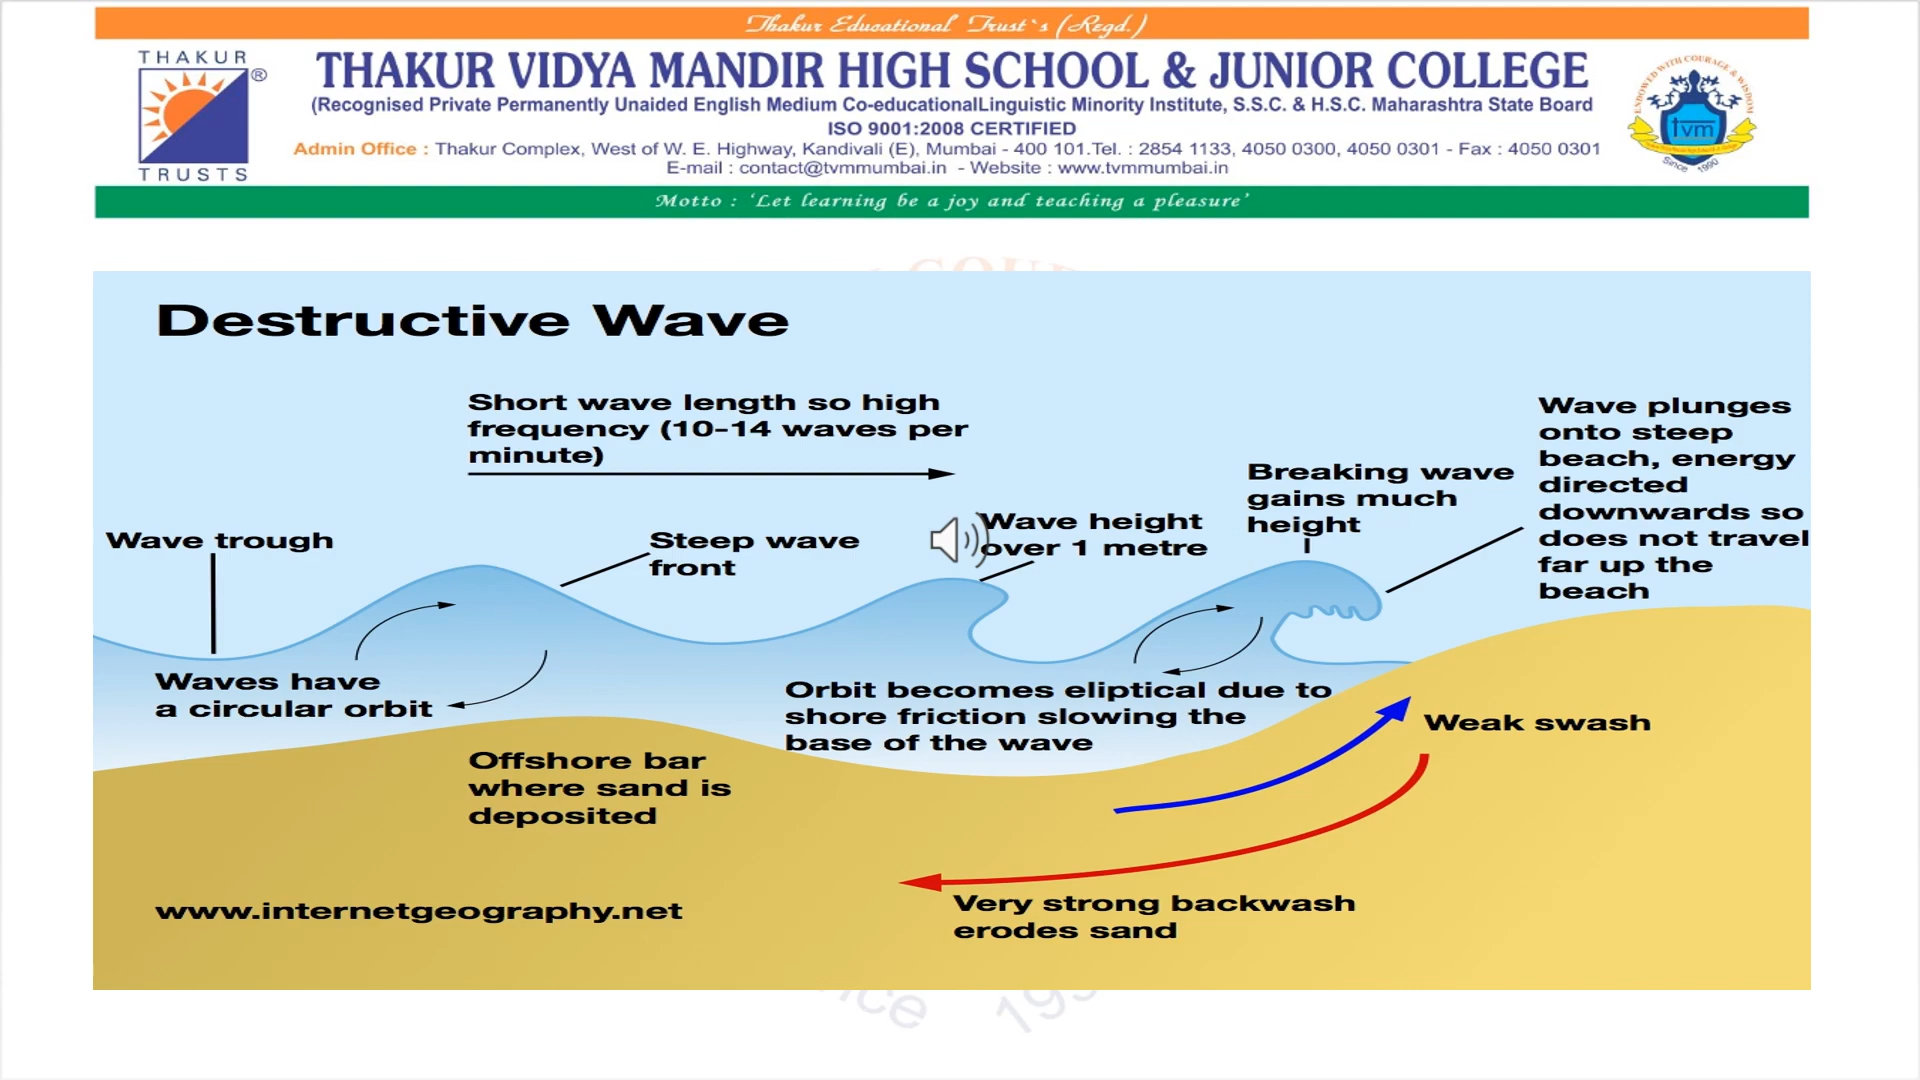 Thakur Educational Trust`s (Regd.)
THAKUR
®
TRUSTS
THAKUR VIDYA MANDIR HIGH SCHOOL & JUNIOR COLLEGE
(Recognised Private Permanently Unaided English Medium Co-educationalLinguistic Minority Institute, S.S.C. & H.S.C. Maharashtra State Board
ISO 9001:2008 CERTIFIED
Admin Office : Thakur Complex, West of W. E. Highway, Kandivali (E), Mumbai - 400 101.Tel. : 2854 1133, 4050 0300, 4050 0301 - Fax : 4050 0301
E-mail : contact@tvmmumbai.in - Website : www.tvmmumbai.in
ENDOWED WITH COURAGE & WISDOM
tvm
Since 1990
Motto : ‘Let learning be a joy and teaching a pleasure’
Destructive Wave
Short wave length so high
frequency (10-14 waves per
minute)
Wave plunges
onto steep
beach, energy
directed
downwards so
does not travel
far up the
beach
Breaking wave
gains much
height
Wave height
over 1 metre
Wave trough
Steep wave
front
Waves have
a circular orbit
Orbit becomes eliptical due to
shore friction slowing the
base of the wave
Weak swash
Offshore bar
where sand is
deposited
Very strong backwash
erodes sand
www.internetgeography.net